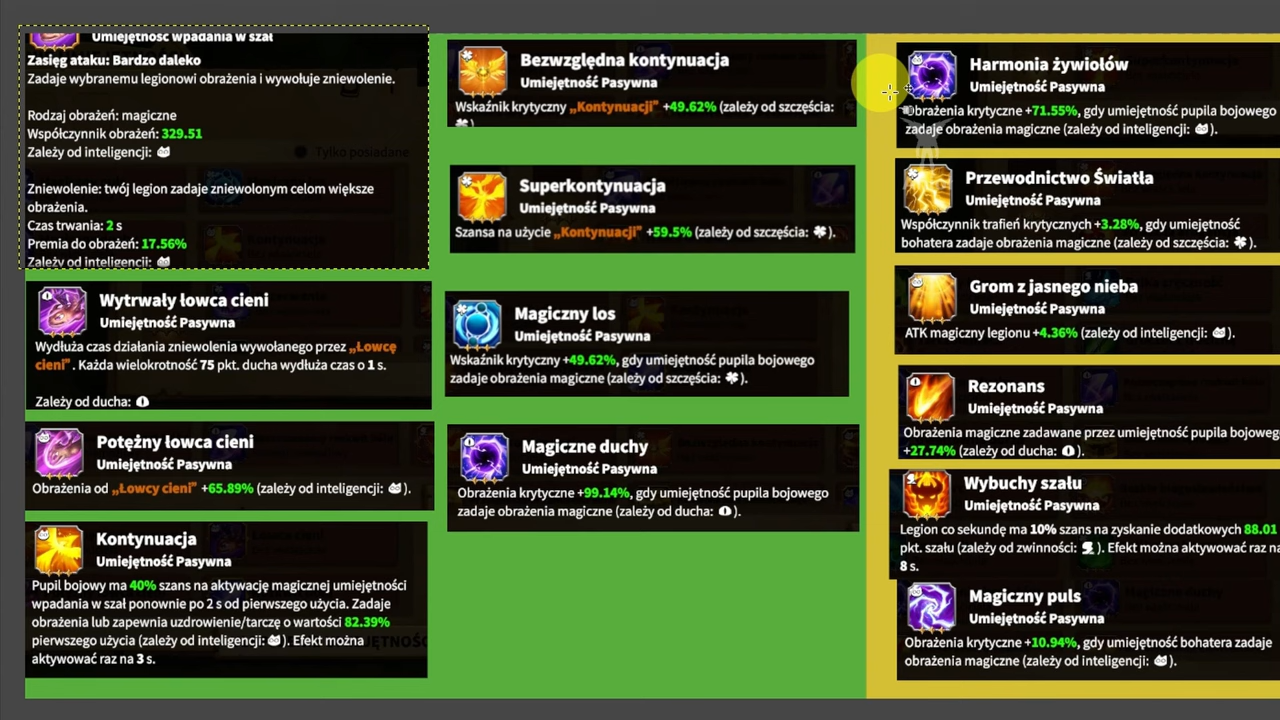 Umiejętność wpadania w szał
Zasięg ataku: Bardzo daleko
Zadaje wybranemu legionowi obrażenia i wywołuje zniewolenie.
Rodzaj obrażeń: magiczne
Współczynnik obrażeń: 329.51
Zależy od inteligencji:
Tylko posiadane
Zniewolenie: twój legion zadaje zniewolonym celom większe
obrażenia.
Czas trwania: 2 s
Premia do obrażeń: 17.56%
Zależy od inteligencji:
Wytrwały łowca cieni
Umiejętność Pasywna
Wydłuża czas działania zniewolenia wywołanego przez „Łowcę
cieni" . Każda wielokrotność 75 pkt. ducha wydłuża czas o 1 s.
Zależy od ducha:
Potężny łowca cieni
Umiejętność Pasywna
Obrażenia od „Łowcy cieni" +65.89% (zależy od inteligencji: ).
Kontynuacja
Umiejętność Pasywna
Pupil bojowy ma 40% szans na aktywację magicznej umiejętności
wpadania w szał ponownie po 2 s od pierwszego użycia. Zadaje
obrażenia lub zapewnia uzdrowienie/tarczę o wartości 82.39%
pierwszego użycia (zależy od inteligencji: ). Efekt można
aktywować raz na 3 s.
Bezwzględna kontynuacja
Umiejętność Pasywna
Wskaźnik krytyczny „Kontynuacji" +49.62% (zależy od szczęścia:
).
Superkontynuacja
Umiejętność Pasywna
Szansa na użycie „Kontynuacji" +59.5% (zależy od szczęścia: ).
Magiczny los
Umiejętność Pasywna
Wskaźnik krytyczny +49.62%, gdy umiejętność pupila bojowego
zadaje obrażenia magiczne (zależy od szczęścia: ).
Magiczne duchy
Umiejętność Pasywna
Obrażenia krytyczne +99.14%, gdy umiejętność pupila bojowego
zadaje obrażenia magiczne (zależy od ducha: ).
Harmonia żywiołów
Umiejętność Pasywna
Obrażenia krytyczne +71.55%, gdy umiejętność pupila bojowego
zadaje obrażenia magiczne (zależy od inteligencji: ).
Przewodnictwo Światła
Umiejętność Pasywna
Współczynnik trafień krytycznych +3.28%, gdy umiejętność
bohatera zadaje obrażenia magiczne (zależy od szczęścia: ).
Grom z jasnego nieba
Umiejętność Pasywna
ATK magiczny legionu +4.36% (zależy od inteligencji: ).
Rezonans
Umiejętność Pasywna
Obrażenia magiczne zadawane przez umiejętność pupila bojoweg
+27.74% (zależy od ducha: ).
Wybuchy szału
Umiejętność Pasywna
Legion co sekundę ma 10% szans na zyskanie dodatkowych 88.01
pkt. szału (zależy od zwinności: ). Efekt można aktywować raz na
8 s.
Magiczny puls
Umiejętność Pasywna
Obrażenia krytyczne +10.94%, gdy umiejętność bohatera zadaje
obrażenia magiczne (zależy od inteligencji: ).